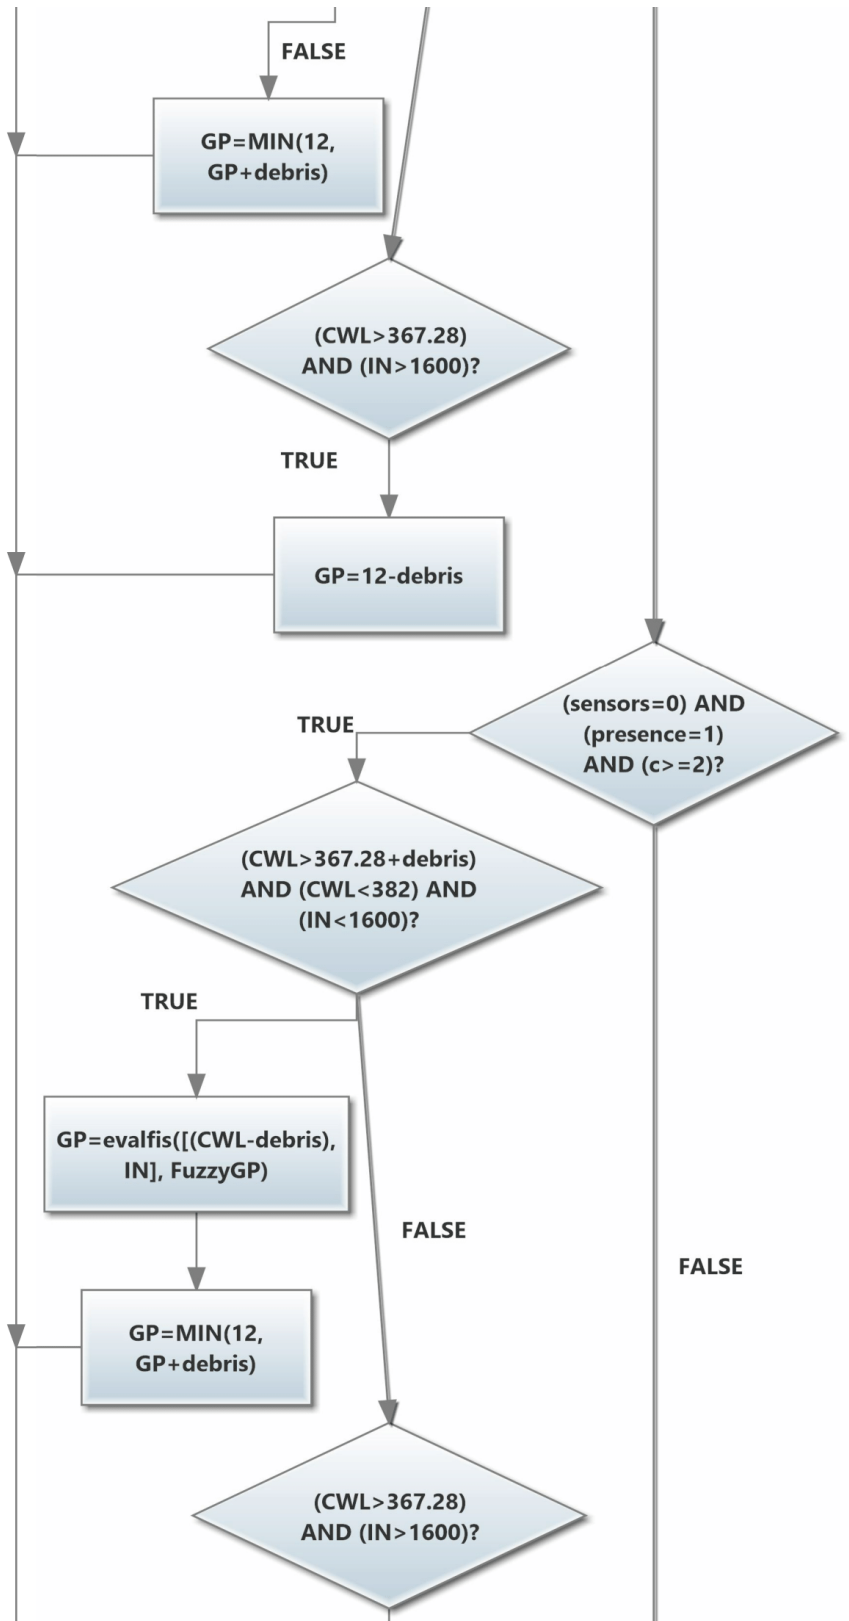 FALSE
GP=MIN(12,
GP+debris)
(CWL>367.28)
AND (IN>1600)?
TRUE
GP=12-debris
(sensors=0) AND
(presence=1)
AND (c>=2)?
TRUE
(CWL>367.28+debris)
AND (CWL<382) AND
(IN<1600)?
TRUE
GP=evalfis([(CWL-debris),
IN], FuzzyGP)
FALSE
FALSE
GP=MIN(12,
GP+debris)
(CWL>367.28)
AND (IN>1600)?